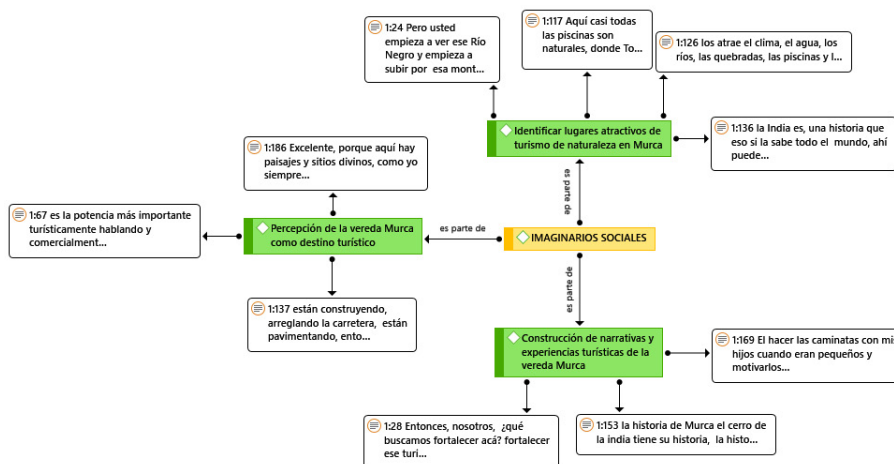 1:24 Pero usted
empieza a ver ese Río
Negro y empieza a
subir por esa mont...
1:117 Aquí casi todas
las piscinas son
naturales, donde To...
1:126 los atrae el clima, el agua, los
ríos, las quebradas, las piscinas y l...
Identificar lugares atractivos de
turismo de naturaleza en Murca
1:136 la India es, una historia que
eso si la sabe todo el mundo, ahí
puede...
1:186 Excelente, porque aquí hay
paisajes y sitios divinos, como yo
siempre...
es parte de
1:67 es la potencia más importante
turísticamente hablando y
comercialment...
Percepción de la vereda Murca
como destino turístico
es parte de
IMAGINARIOS SOCIALES
es parte de
1:137 están construyendo,
arreglando la carretera, están
pavimentando, ento...
Construcción de narrativas y
experiencias turísticas de la
vereda Murca
1:169 El hacer las caminatas con mis
hijos cuando eran pequeños y
motivarlos...
1:28 Entonces, nosotros, ¿qué
buscamos fortalecer acá? fortalecer
ese turi...
1:153 la historia de Murca el cerro de
la india tiene su historia, la histo...